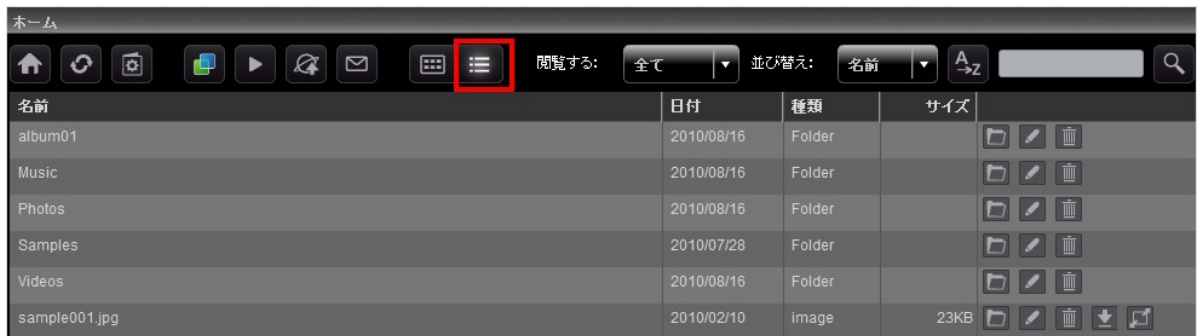 ホーム
閲覧する: 全て 並び替え: 名前 A→Z
名前 日付 種類 サイズ
album01 2010/08/16 Folder
Music 2010/08/16 Folder
Photos 2010/08/16 Folder
Samples 2010/07/28 Folder
Videos 2010/08/16 Folder
sample001.jpg 2010/02/10 image 23KB